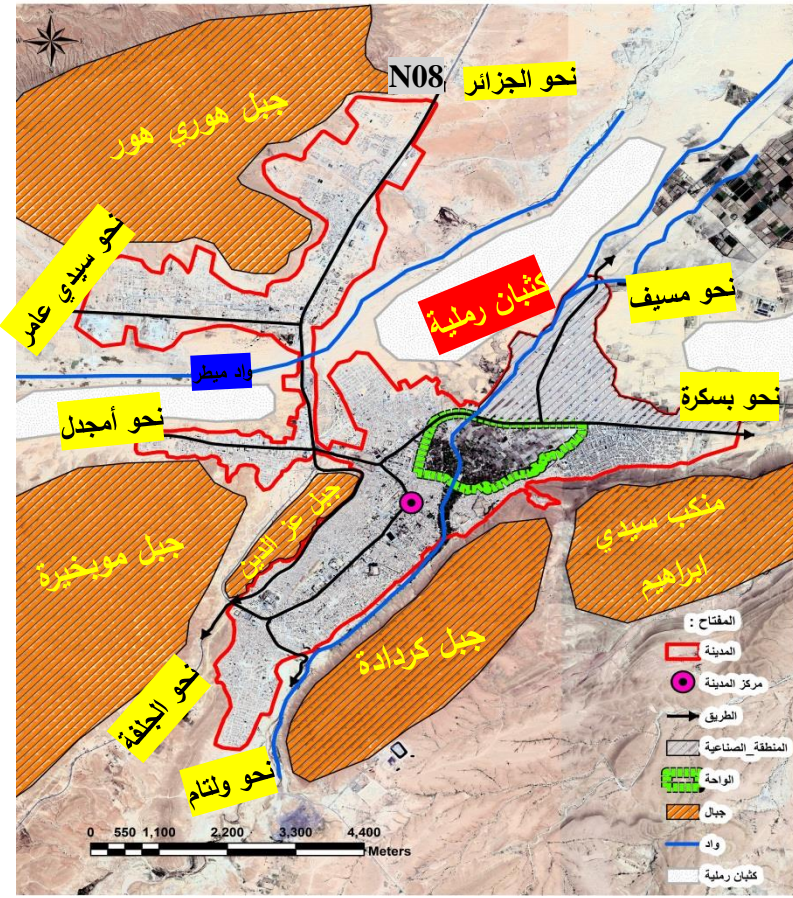 N08
نحو الجزائر
جبل هوري هور
نحو سيدي عامر
كثبان رملية
نحو مسيف
واد ميطر
نحو بسكرة
نحو أمجدل
جبل عز الدين
منكب سيدي
ابراهيم
جبل موبخيرة
جبل كردادة
نحو الجلفة
نحو ولتام
المفتاح :
المدينة
مركز المدينة
الطريق
المنطقة_الصناعية
الواحة
جبال
واد
كثبان رملية
0 550 1,100 2,200 3,300 4,400
Meters